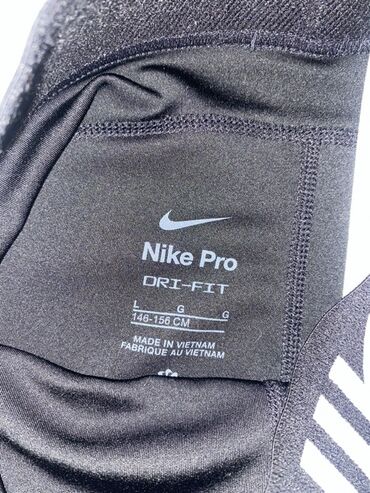 Nike Pro
DRI-FIT
L G G
146-156 CM
MADE IN VIETNAM
FABRIQUE AU VIETNAM